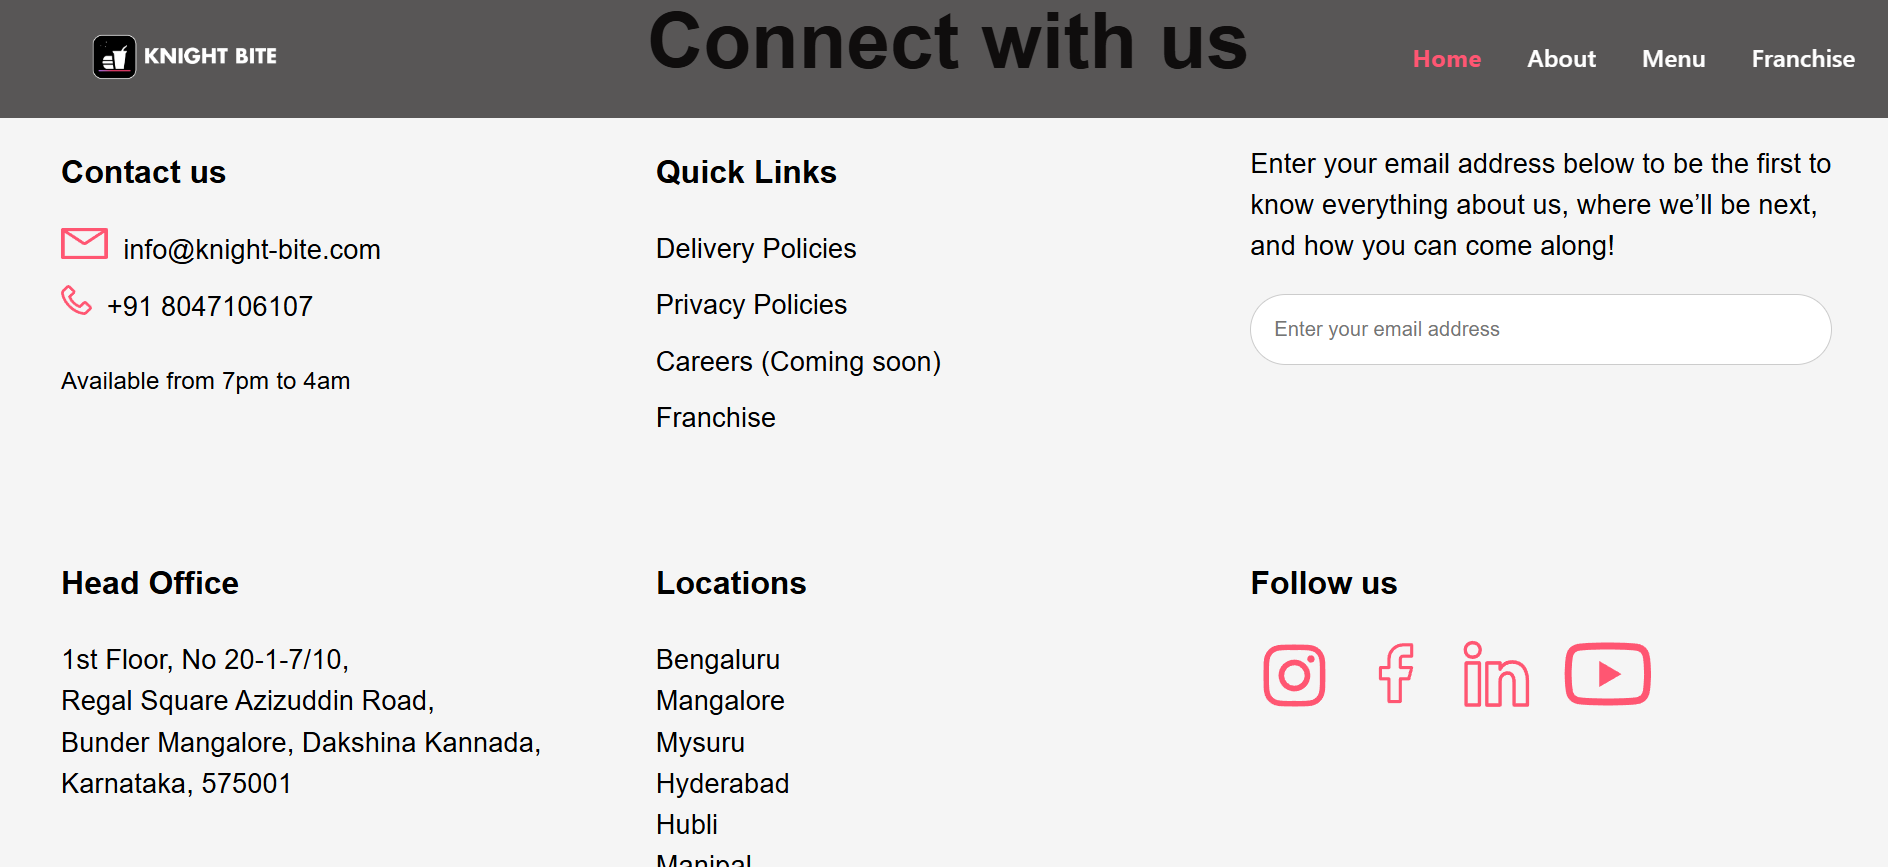 Connect with us
KNIGHT BITE
Home
About
Menu
Franchise
Contact us
info@knight-bite.com
+91 8047106107
Available from 7pm to 4am
Quick Links
Delivery Policies
Privacy Policies
Careers (Coming soon)
Franchise
Enter your email address below to be the first to
know everything about us, where we’ll be next,
and how you can come along!
Enter your email address
Head Office
1st Floor, No 20-1-7/10,
Regal Square Azizuddin Road,
Bunder Mangalore, Dakshina Kannada,
Karnataka, 575001
Locations
Bengaluru
Mangalore
Mysuru
Hyderabad
Hubli
Manipal
Follow us